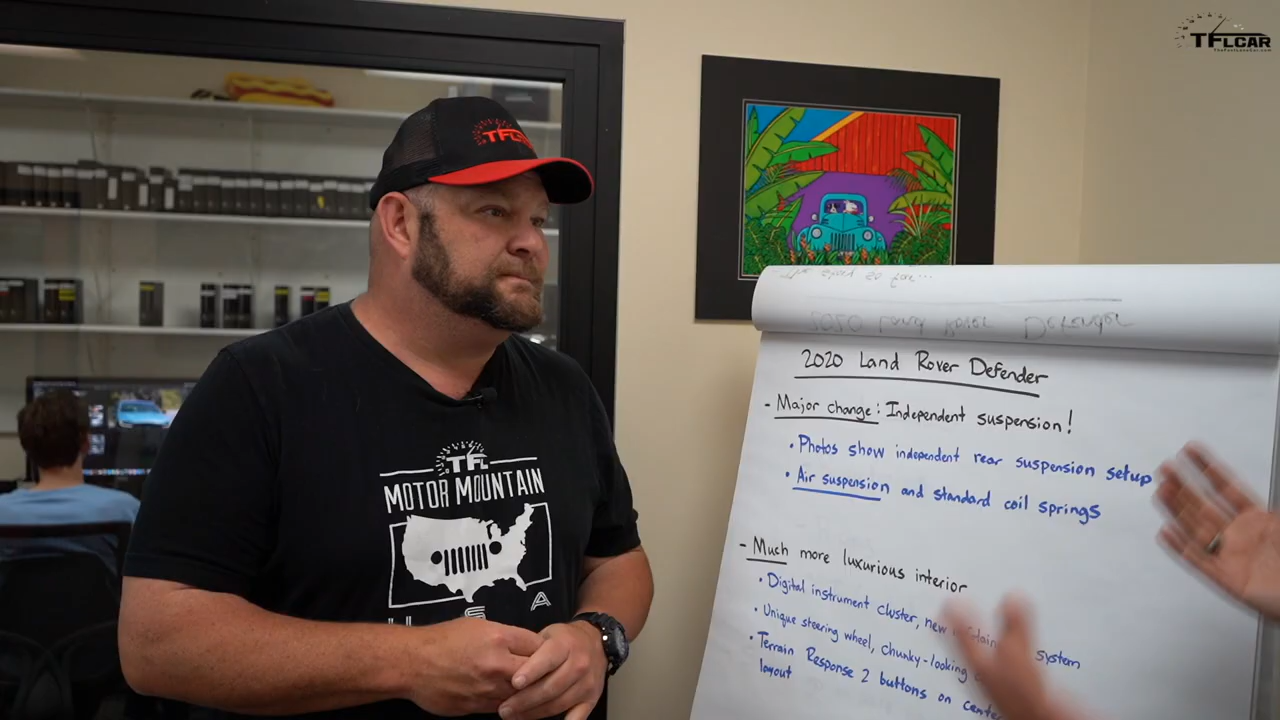 TFLCAR
TFLCAR
TFL
MOTOR MOUNTAIN
USA
2020 Land Rover Defender
- Major change: Independent suspension!
• Photos show independent rear suspension setup
• Air suspension and standard coil springs
- Much more luxurious interior
• Digital instrument cluster, new system
• Unique steering wheel, chunky-looking
• Terrain Response 2 buttons on
layout